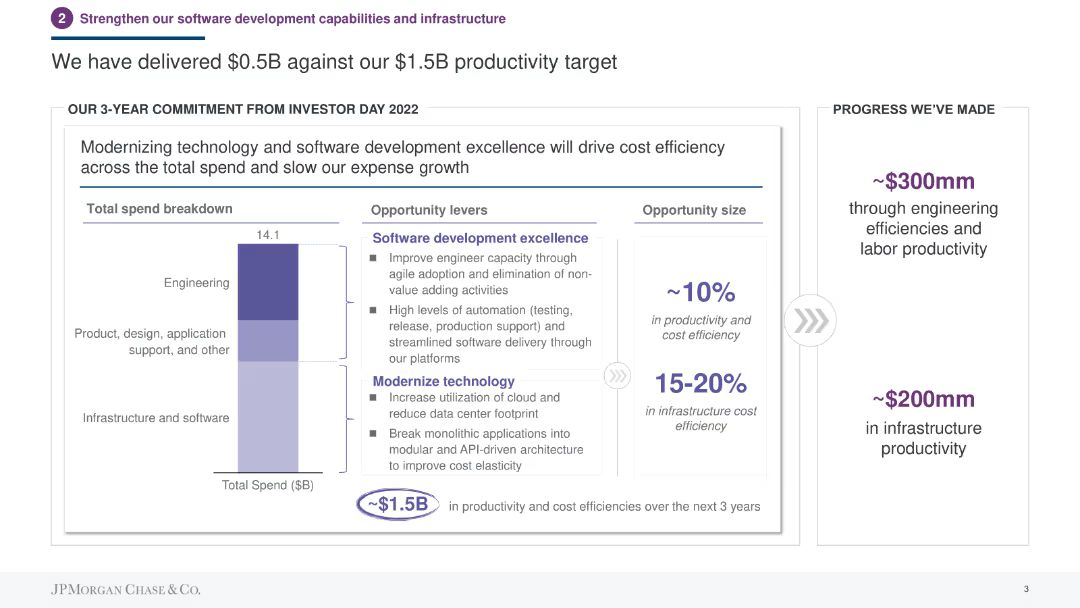 2 Strengthen our software development capabilities and infrastructure
We have delivered $0.5B against our $1.5B productivity target
OUR 3-YEAR COMMITMENT FROM INVESTOR DAY 2022
Modernizing technology and software development excellence will drive cost efficiency
across the total spend and slow our expense growth
Total spend breakdown
14.1
Engineering
Product, design, application
support, and other
Infrastructure and software
Total Spend ($B)
Opportunity levers
Software development excellence
■ Improve engineer capacity through
agile adoption and elimination of non-
value adding activities
■ High levels of automation (testing,
release, production support) and
streamlined software delivery through
our platforms
Modernize technology
■ Increase utilization of cloud and
reduce data center footprint
■ Break monolithic applications into
modular and API-driven architecture
to improve cost elasticity
Opportunity size
~10%
in productivity and
cost efficiency
15-20%
in infrastructure cost
efficiency
~$1.5B in productivity and cost efficiencies over the next 3 years
PROGRESS WE'VE MADE
~$300mm
through engineering
efficiencies and
labor productivity
~$200mm
in infrastructure
productivity
JPMORGAN CHASE & CO.
3